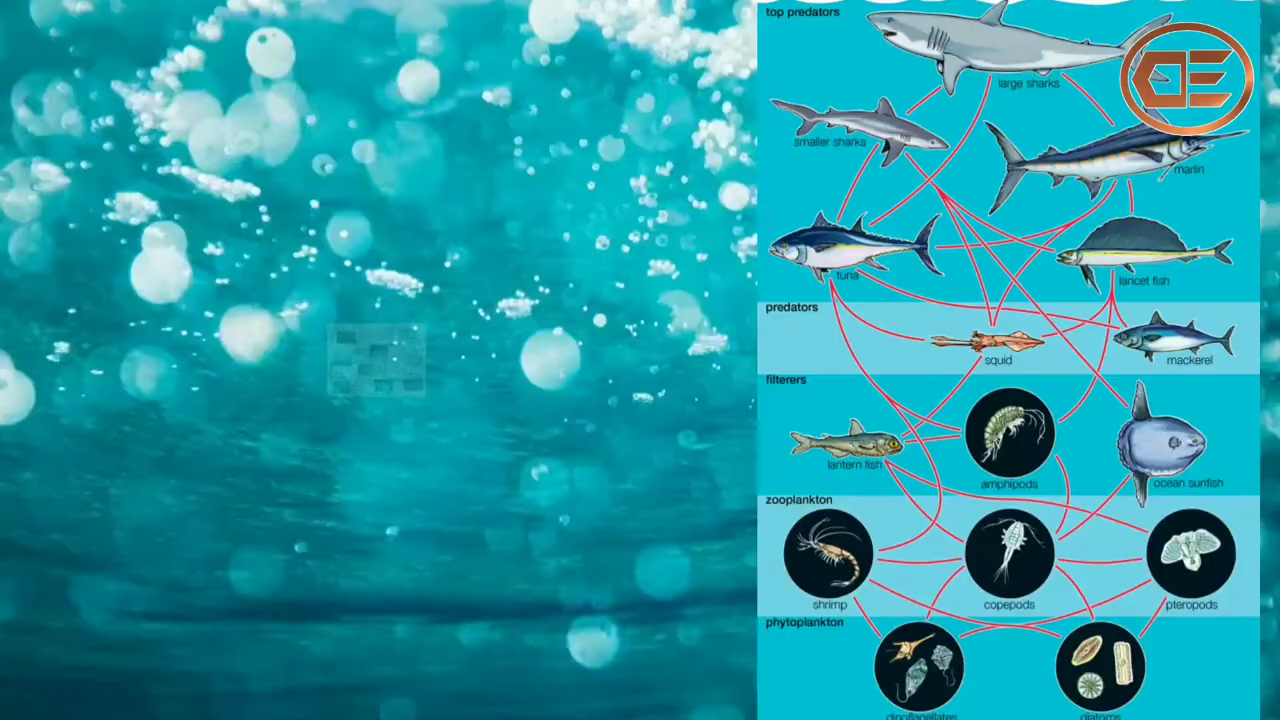 top predators
large sharks
smaller sharks
marlin
tuna
lancet fish
predators
squid
mackerel
filterers
lantern fish
amphipods
ocean sunfish
zooplankton
shrimp
copepods
pteropods
phytoplankton
dinoflagellates
diatoms